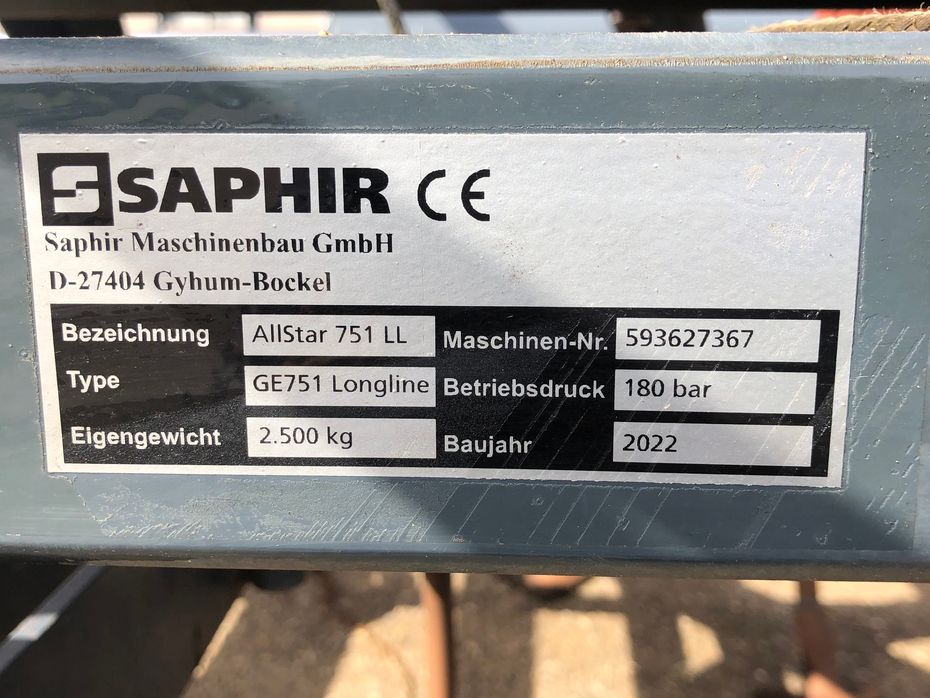 SAPHIR CE
Saphir Maschinenbau GmbH
D-27404 Gyhum-Bockel
Bezeichnung AllStar 751 LL Maschinen-Nr. 593627367
Type GE751 Longline Betriebsdruck 180 bar
Eigengewicht 2.500 kg Baujahr 2022